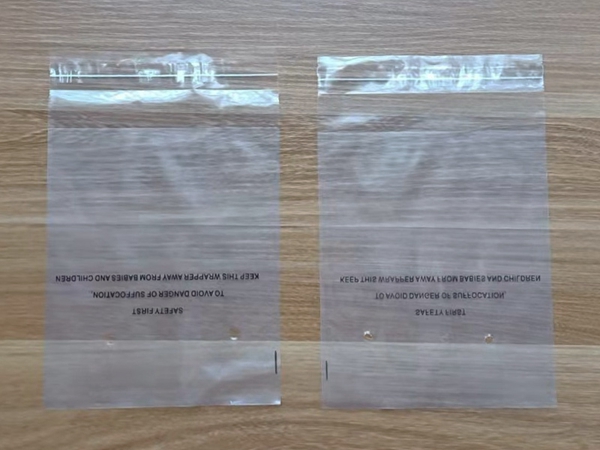 SAFETY FIRST
TO AVOID DANGER OF SUFFOCATION,
KEEP THIS WRAPPER AWAY FROM BABIES AND CHILDREN
SAFETY FIRST
TO AVOID DANGER OF SUFFOCATION,
KEEP THIS WRAPPER AWAY FROM BABIES AND CHILDREN